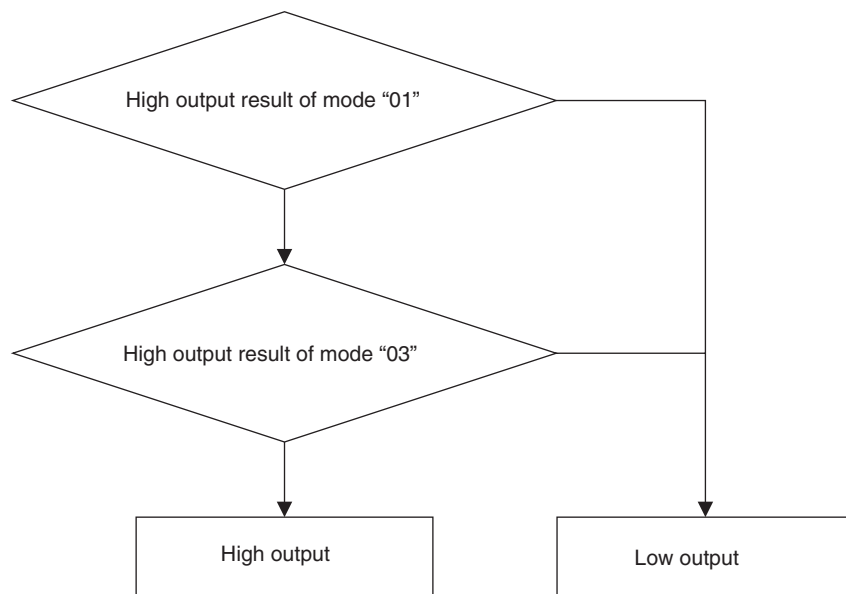 High output result of mode “01”
High output result of mode “03”
High output
Low output